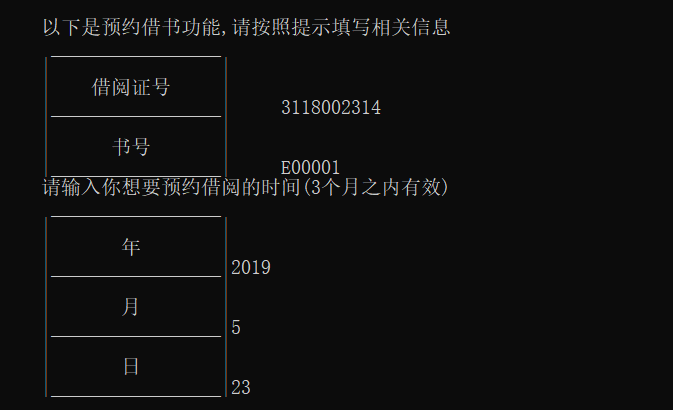 以下是预约借书功能,请按照提示填写相关信息
借阅证号
3118002314
书号
E00001
请输入你想要预约借阅的时间(3个月之内有效)
年
2019
月
5
日
23